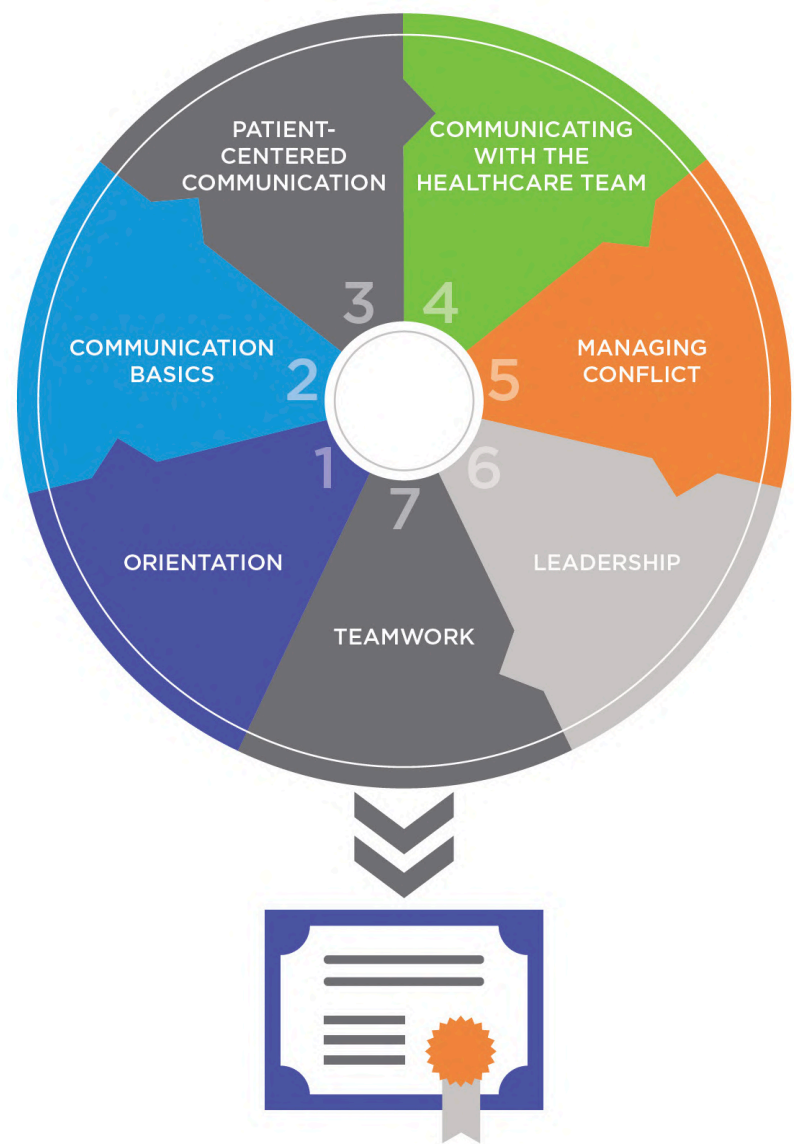 1
ORIENTATION
2
COMMUNICATION
BASICS
3
PATIENT-
CENTERED
COMMUNICATION
4
COMMUNICATING
WITH THE
HEALTHCARE TEAM
5
MANAGING
CONFLICT
6
LEADERSHIP
7
TEAMWORK